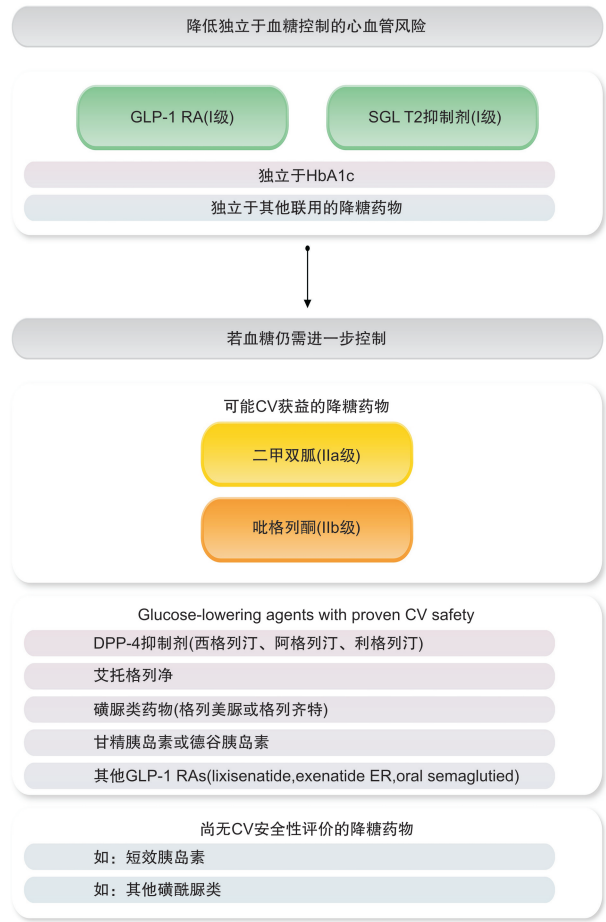 降低独立于血糖控制的心血管风险
GLP-1 RA(I级)
SGL T2抑制剂(I级)
独立于HbA1c
独立于其他联用的降糖药物
若血糖仍需进一步控制
可能CV获益的降糖药物
二甲双胍(IIa级)
吡格列酮(IIb级)
Glucose-lowering agents with proven CV safety
DPP-4抑制剂(西格列汀、阿格列汀、利格列汀)
艾托格列净
磺脲类药物(格列美脲或格列齐特)
甘精胰岛素或德谷胰岛素
其他GLP-1 RAs(lixisenatide,exenatide ER,oral semaglutied)
尚无CV安全性评价的降糖药物
如：短效胰岛素
如：其他磺酰脲类